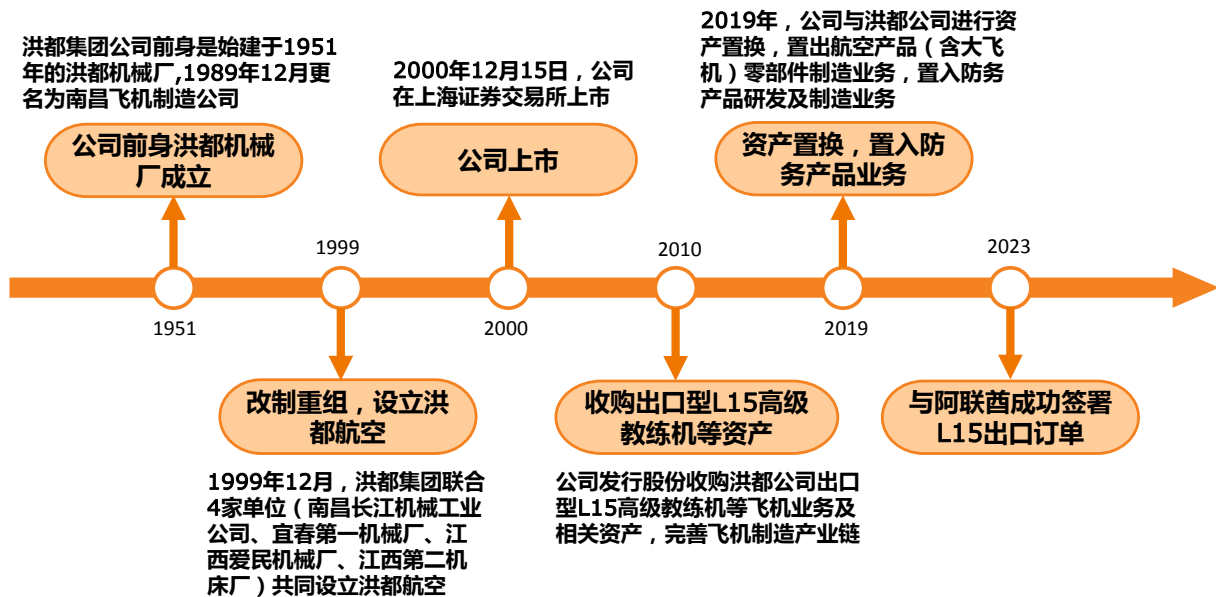 洪都集团公司前身是始建于1951
年的洪都机械厂,1989年12月更
名为南昌飞机制造公司
公司前身洪都机械
厂成立
1951
1999
改制重组，设立洪
都航空
1999年12月，洪都集团联合
4家单位（南昌长江机械工业
公司、宜春第一机械厂、江
西爱民机械厂、江西第二机
床厂）共同设立洪都航空
2000年12月15日，公司
在上海证券交易所上市
公司上市
2000
2010
收购出口型L15高级
教练机等资产
公司发行股份收购洪都公司出口
型L15高级教练机等飞机业务及
相关资产，完善飞机制造产业链
2019年，公司与洪都公司进行资
产置换，置出航空产品（含大飞
机）零部件制造业务，置入防务
产品研发及制造业务
资产置换，置入防
务产品业务
2019
2023
与阿联酋成功签署
L15出口订单